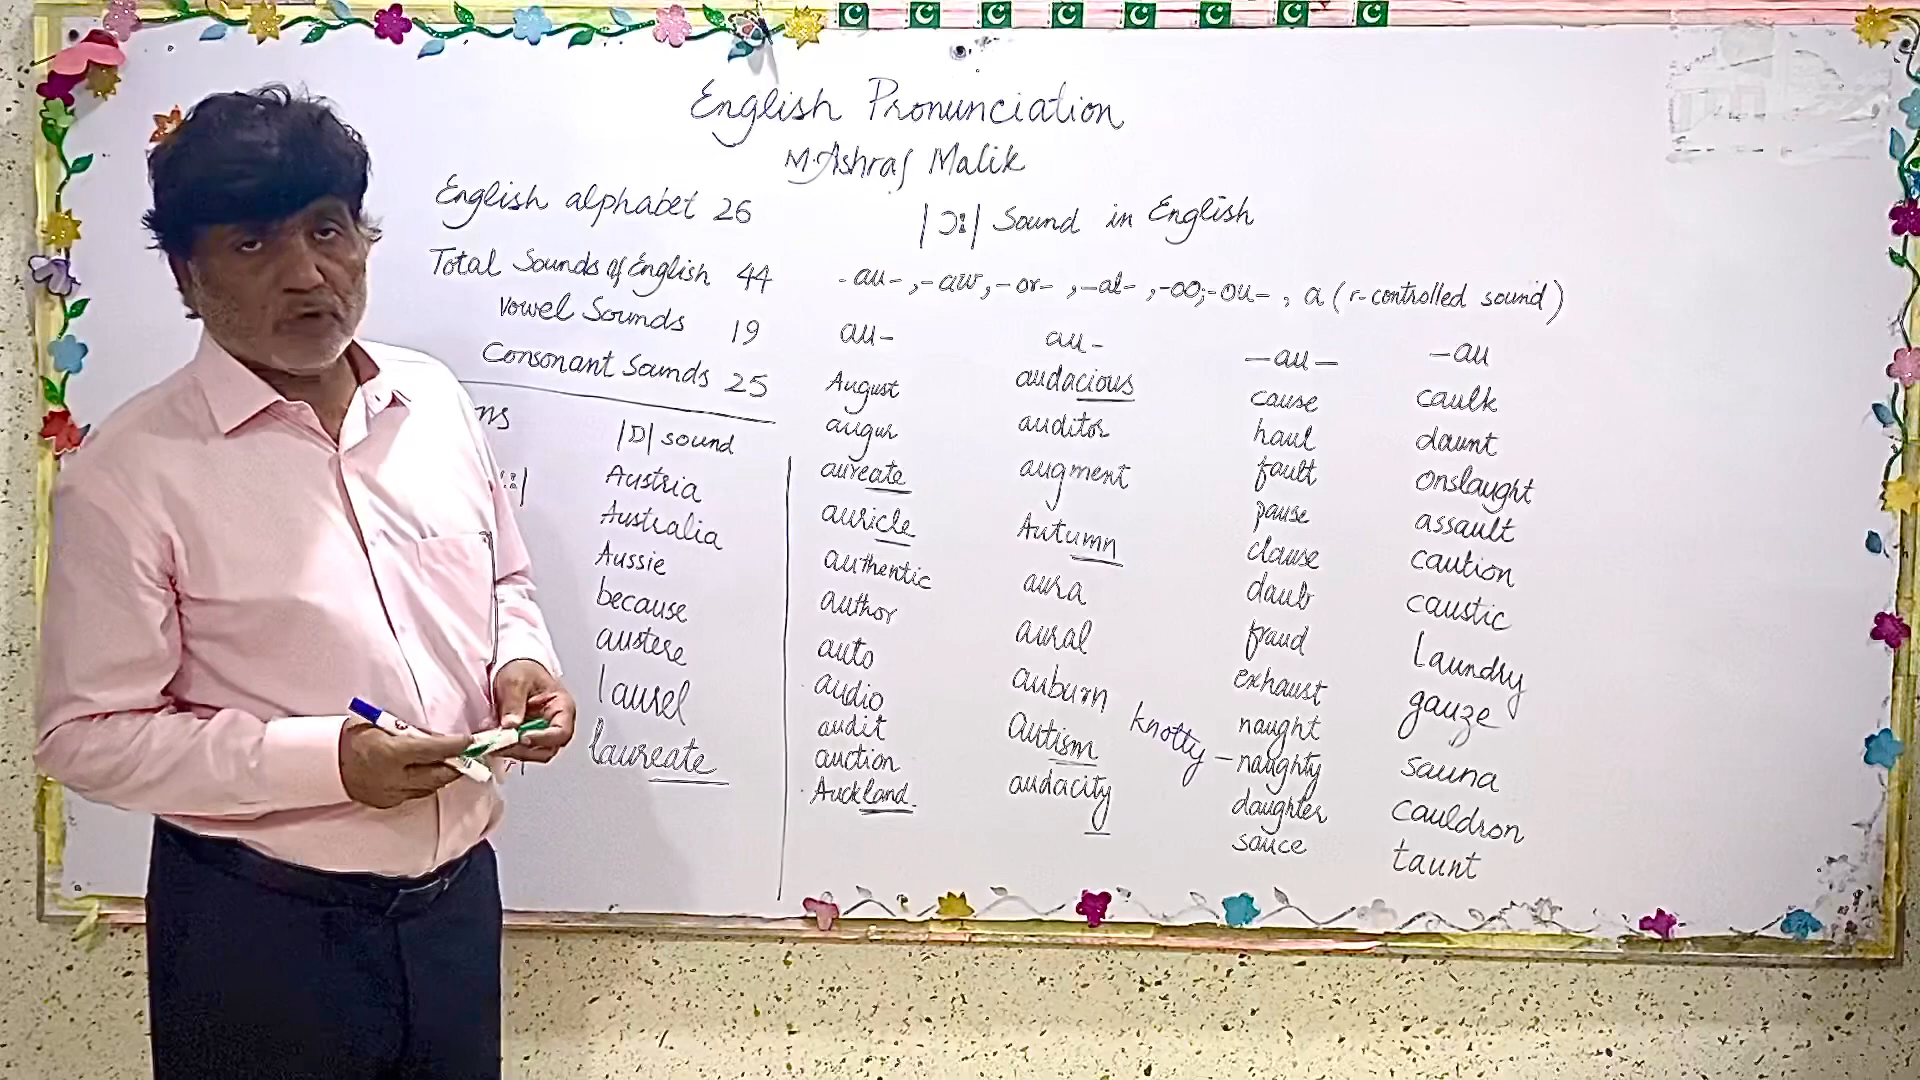 English Pronunciation
M. Ashraf Malik
English alphabet 26
Total Sounds of English 44
Vowel Sounds 19
Consonant Sounds 25
|ɔː| Sound in English
-au-, -aw, -or-, -al-, -oo, -ou-, a (r-controlled sound)
ns
ː|
|ɒ| sound
Austria
Australia
Aussie
because
austere
laurel
laureate
au-
August
augur
aureate
auricle
authentic
author
auto
audio
audit
auction
Auckland
au-
audacious
auditor
augment
Autumn
aura
aural
auburn
Autism
audacity
-au-
cause
haul
fault
pause
clause
daub
fraud
exhaust
naught
knotty - naughty
daughter
sauce
-au
caulk
daunt
onslaught
assault
caution
caustic
laundry
gauze
sauna
cauldron
taunt